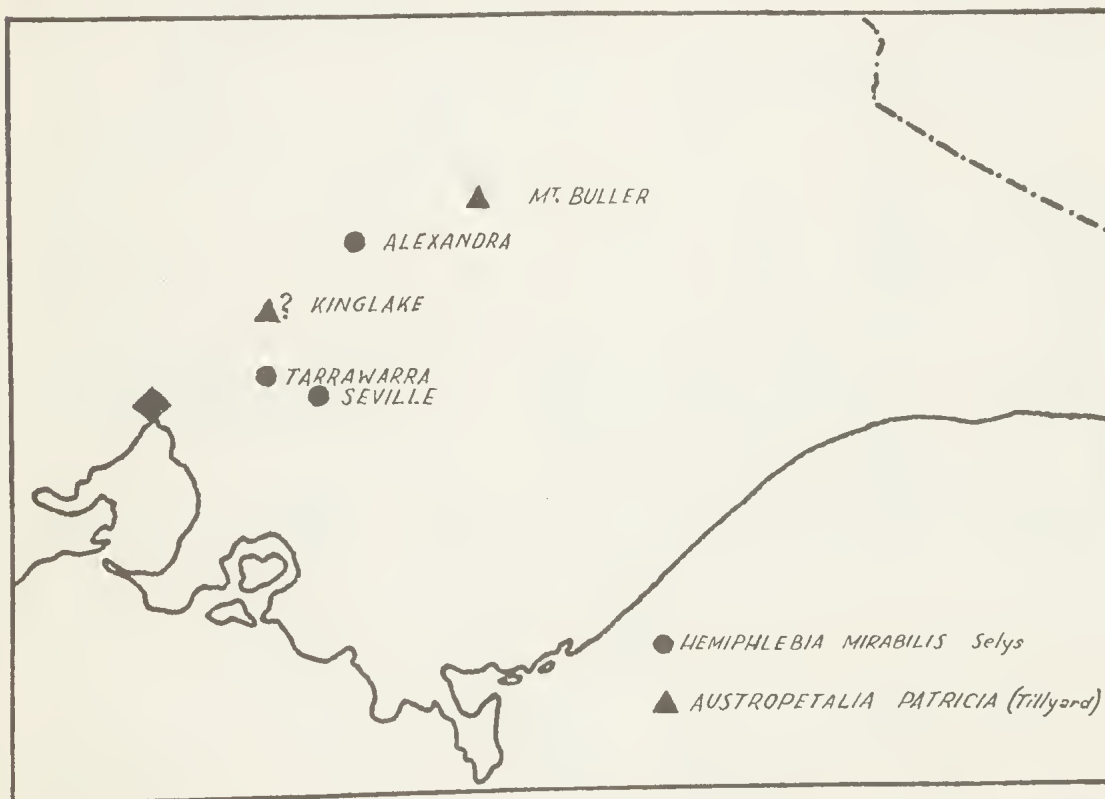 MT. BULLER
ALEXANDRA
? KINGLAKE
TARRAWARRA
SEVILLE
HEMIPHLEBIA MIRABILIS Selys
AUSTROPETALIA PATRICIA (Tillyard)